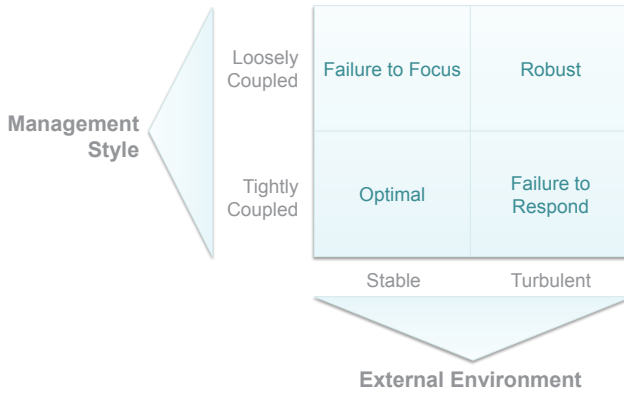 Loosely
Coupled
Failure to Focus
Robust
Management
Style
Tightly
Coupled
Optimal
Failure to
Respond
Stable
Turbulent
External Environment